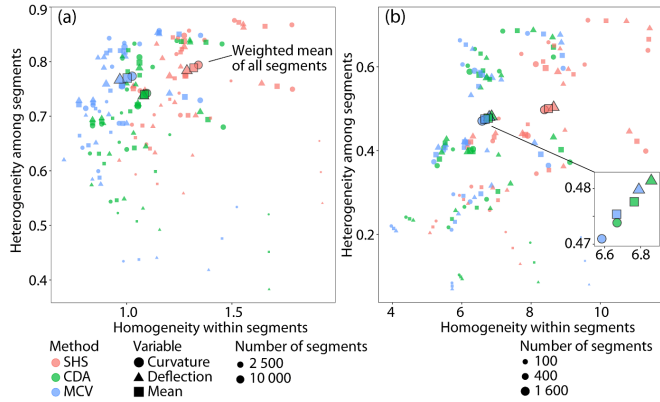 (a)
(b)
Weighted mean
of all segments
Heterogeneity among segments
0.9
0.8
0.7
0.6
0.5
0.4
1.0
1.5
Homogeneity within segments
Heterogeneity among segments
0.8
0.6
0.4
0.2
4
6
8
10
Homogeneity within segments
0.48
0.47
6.6
6.8
Method
SHS
CDA
MCV
Variable
Curvature
Deflection
Mean
Number of segments
2 500
10 000
Number of segments
100
400
1 600